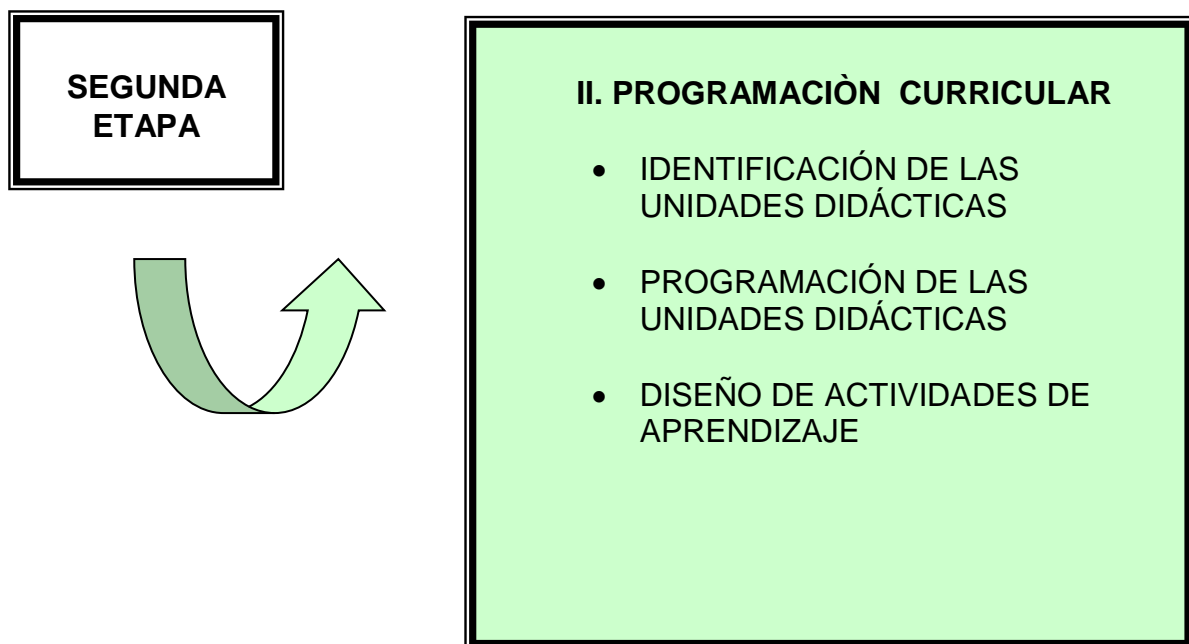 SEGUNDA
ETAPA
II. PROGRAMACIÒN CURRICULAR
• IDENTIFICACIÓN DE LAS
UNIDADES DIDÁCTICAS
• PROGRAMACIÓN DE LAS
UNIDADES DIDÁCTICAS
• DISEÑO DE ACTIVIDADES DE
APRENDIZAJE